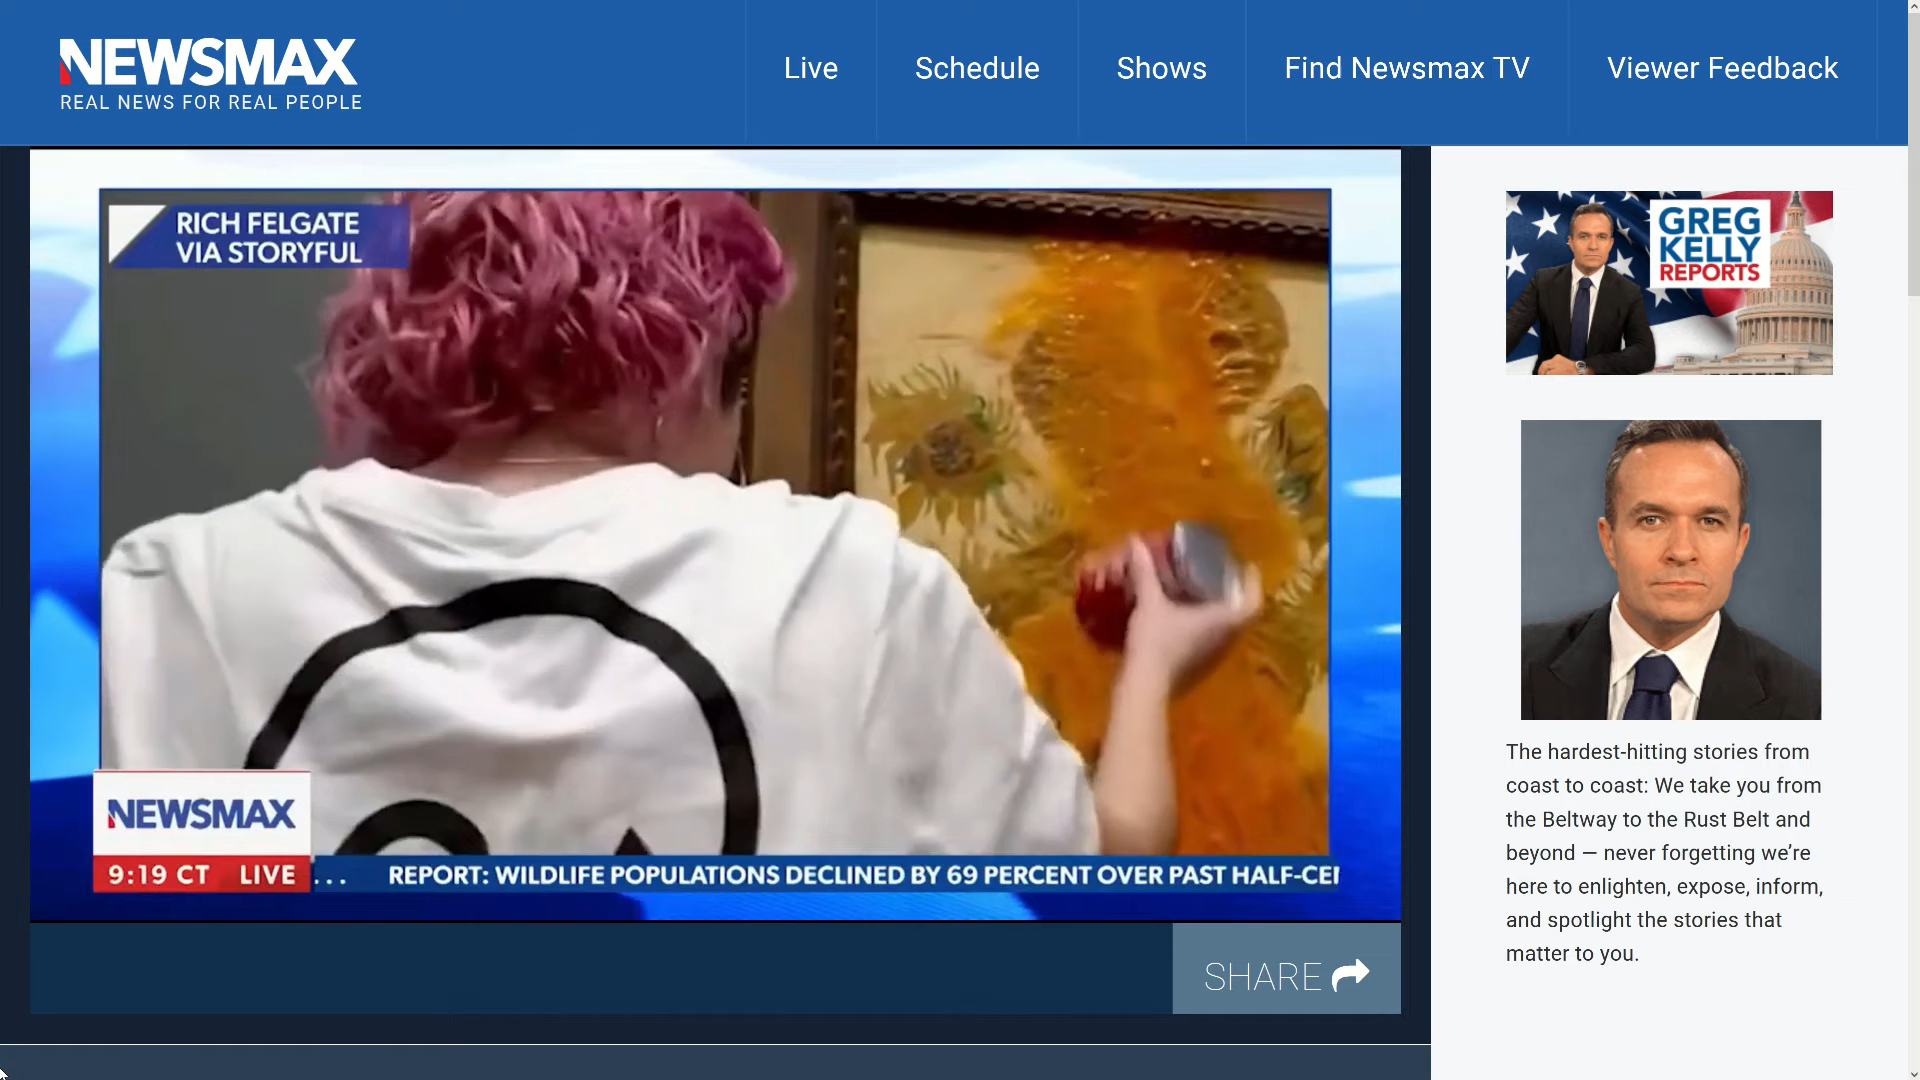 NEWSMAX
REAL NEWS FOR REAL PEOPLE
Live
Schedule
Shows
Find Newsmax TV
Viewer Feedback
RICH FELGATE
VIA STORYFUL
NEWSMAX
9:19 CT LIVE
... REPORT: WILDLIFE POPULATIONS DECLINED BY 69 PERCENT OVER PAST HALF-CE
SHARE
GREG
KELLY
REPORTS
The hardest-hitting stories from
coast to coast: We take you from
the Beltway to the Rust Belt and
beyond — never forgetting we’re
here to enlighten, expose, inform,
and spotlight the stories that
matter to you.